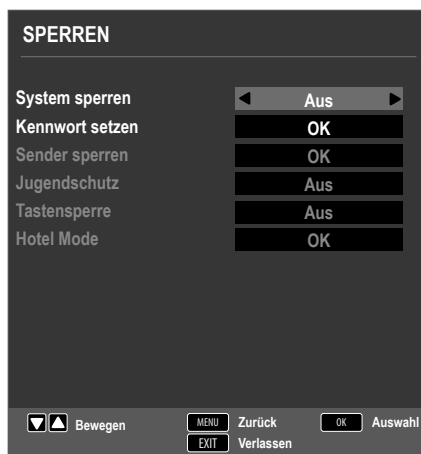 SPERREN
System sperren Aus
Kennwort setzen OK
Sender sperren OK
Jugendschutz Aus
Tastensperre Aus
Hotel Mode OK
Bewegen MENU Zurück OK Auswahl
EXIT Verlassen